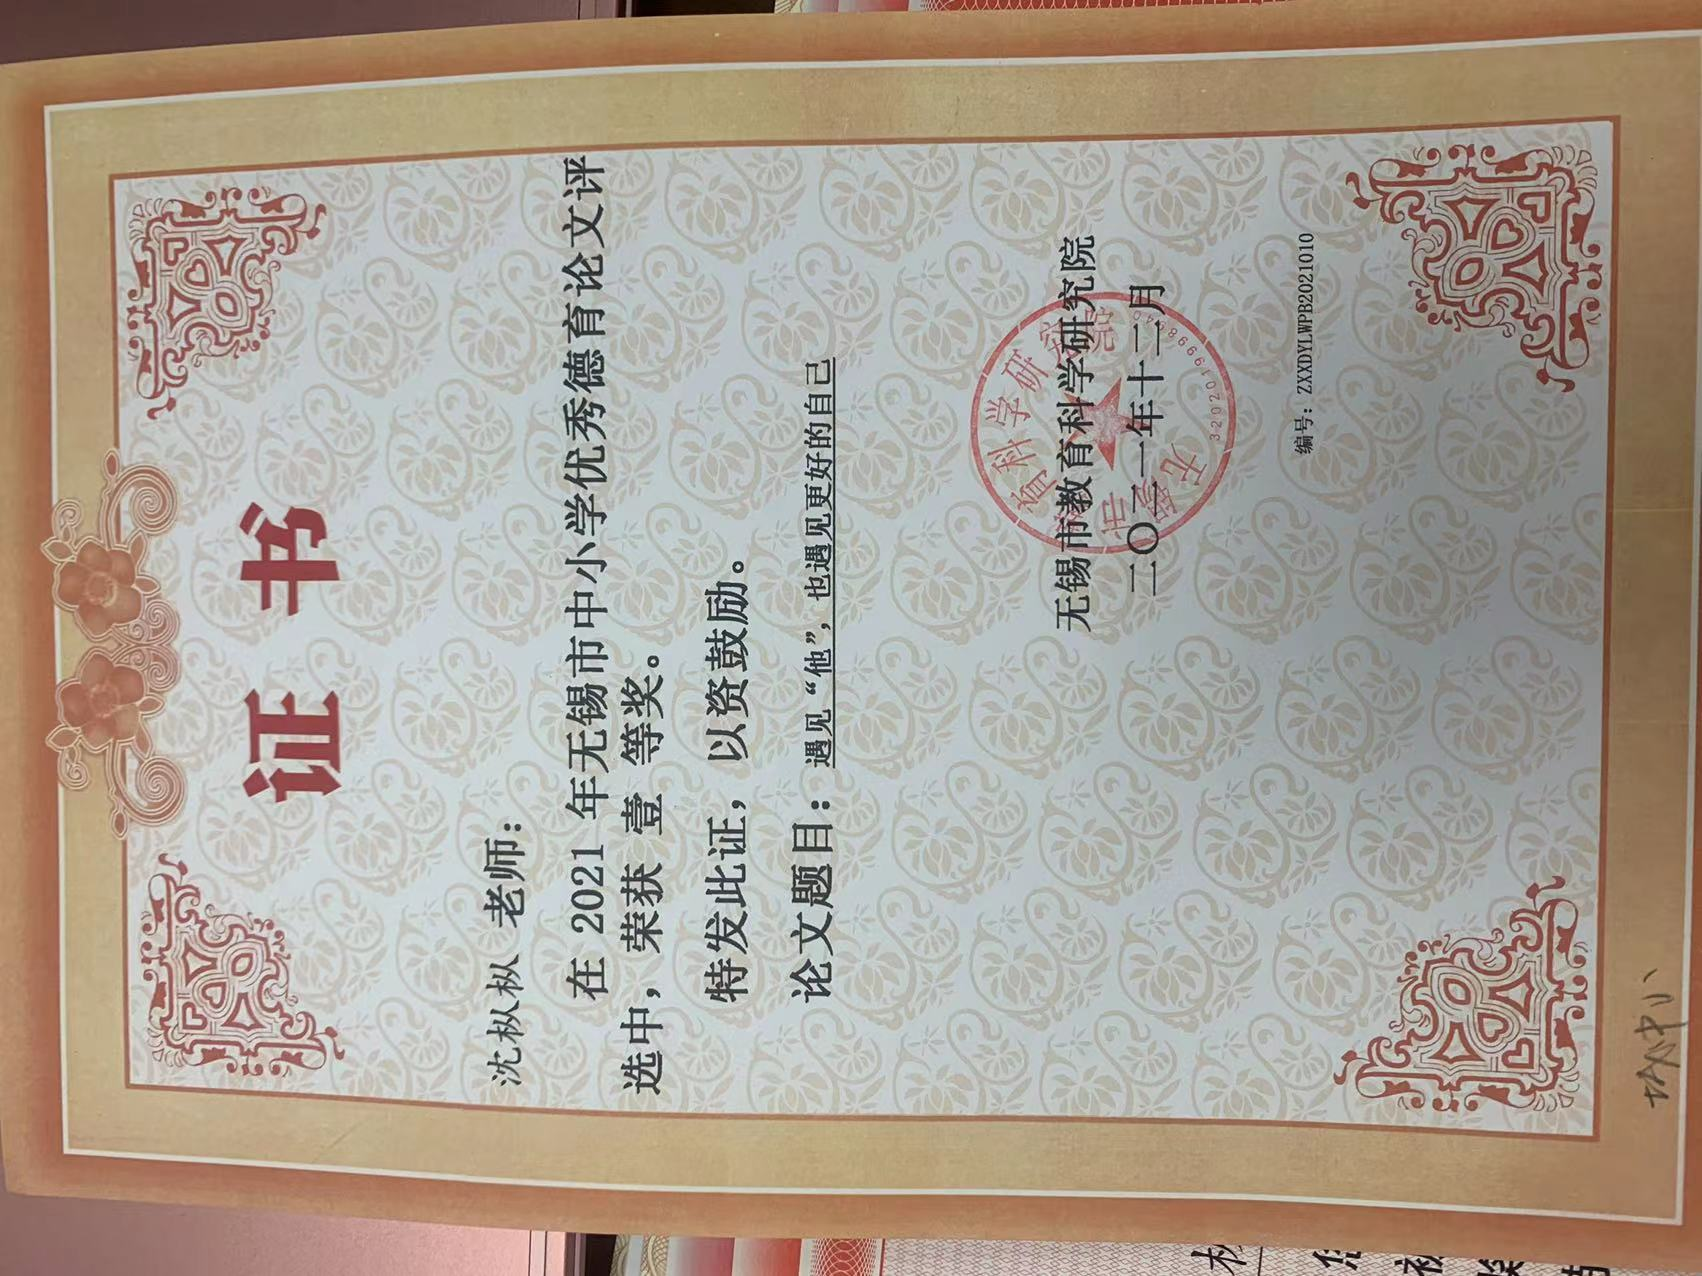 证 书
沈枞枞 老师：
在 2021 年无锡市中小学优秀德育论文评
选中，荣获 壹 等奖。
特发此证，以资鼓励。
论文题目：遇见“他”，也遇见更好的自己
无锡市教育科学研究院
二〇二一年十二月
编号：ZXXDYLWPB2021010